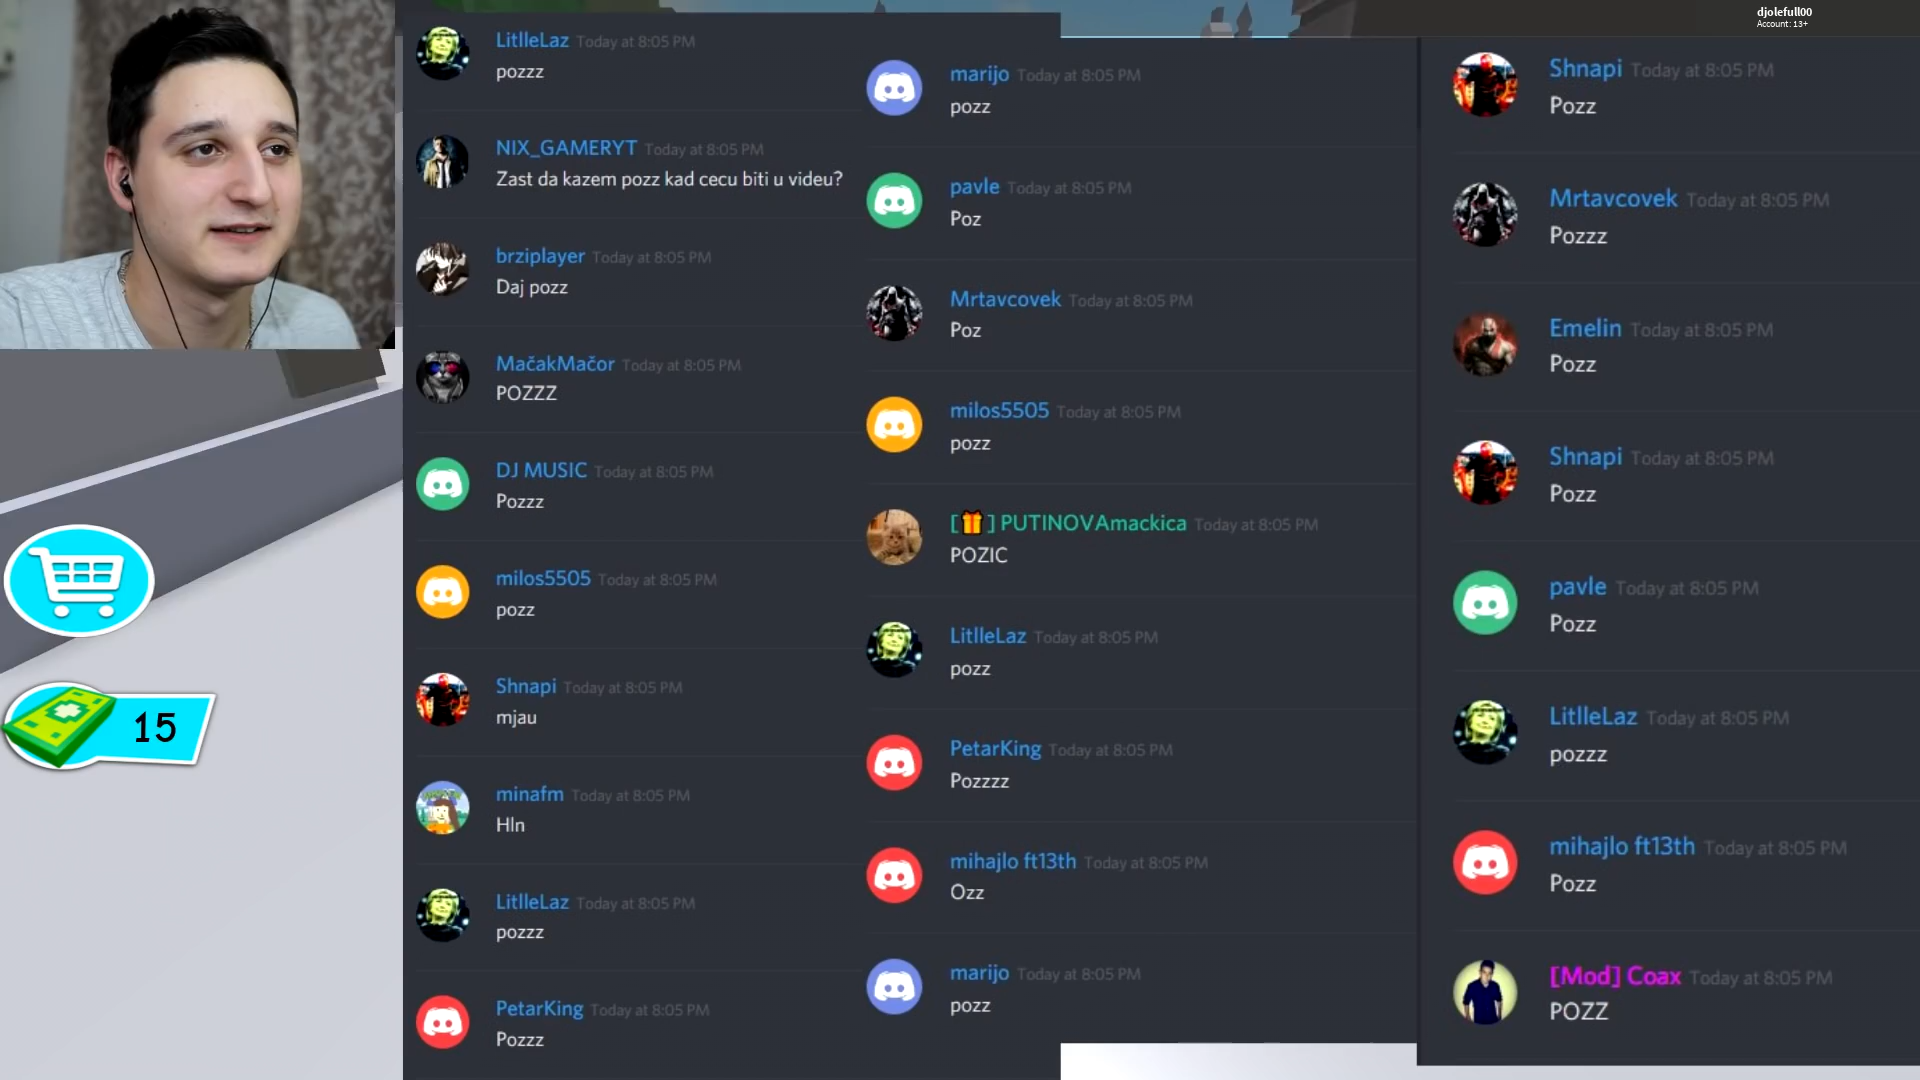 LitlleLaz Today at 8:05 PM
pozzz
NIX_GAMERYT Today at 8:05 PM
Zast da kazem pozz kad cecu biti u videu?
brziplayer Today at 8:05 PM
Daj pozz
MačakMačor Today at 8:05 PM
POZZZ
DJ MUSIC Today at 8:05 PM
Pozzz
milos5505 Today at 8:05 PM
pozz
Shnapi Today at 8:05 PM
mjau
minafm Today at 8:05 PM
Hln
LitlleLaz Today at 8:05 PM
pozzz
PetarKing Today at 8:05 PM
Pozzz
marijo Today at 8:05 PM
pozz
pavle Today at 8:05 PM
Poz
Mrtavcovek Today at 8:05 PM
Poz
milos5505 Today at 8:05 PM
pozz
[🎁] PUTINOVAmackica Today at 8:05 PM
POZIC
LitlleLaz Today at 8:05 PM
pozz
PetarKing Today at 8:05 PM
Pozzzz
mihajlo ft13th Today at 8:05 PM
Ozz
marijo Today at 8:05 PM
pozz
djolefull00
Account: 13+
Shnapi Today at 8:05 PM
Pozz
Mrtavcovek Today at 8:05 PM
Pozzz
Emelin Today at 8:05 PM
Pozz
Shnapi Today at 8:05 PM
Pozz
pavle Today at 8:05 PM
Pozz
LitlleLaz Today at 8:05 PM
pozzz
mihajlo ft13th Today at 8:05 PM
Pozz
[Mod] Coax Today at 8:05 PM
POZZ
15